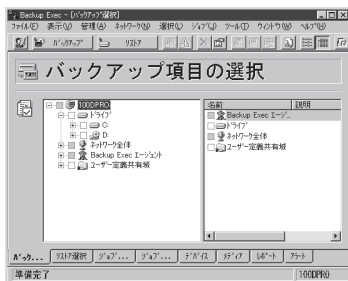 Backup Exec - [ﾊﾞｯｸｱｯﾌﾟ選択]
ﾌｧｲﾙ(F) 表示(V) 管理(A) ﾈｯﾄﾜｰｸ(N) 選択(L) ｼﾞｮﾌﾞ(J) ﾂｰﾙ(T) ｳｨﾝﾄﾞｳ(W) ﾍﾙﾌﾟ(H)
ﾊﾞｯｸｱｯﾌﾟ ﾘｽﾄｱ
バックアップ項目の選択
100DPRO
ﾄﾞﾗｲﾌﾞ
C:
D:
ﾈｯﾄﾜｰｸ全体
Backup Exec ｴｰｼﾞｪﾝﾄ
ﾕｰｻﾞｰ定義共有域
名前 説明
Backup Exec ｴｰｼﾞ...
ﾄﾞﾗｲﾌﾞ
ﾈｯﾄﾜｰｸ全体
ﾕｰｻﾞｰ定義共有域
ﾊﾞｯｸ... ﾘｽﾄｱ選択 ｼﾞｮﾌﾞ... ｼﾞｮﾌﾞ... ﾃﾞﾊﾞｲｽ ﾒﾃﾞｨｱ ﾚﾎﾟｰﾄ ｱﾗｰﾄ
準備完了 100DPRO